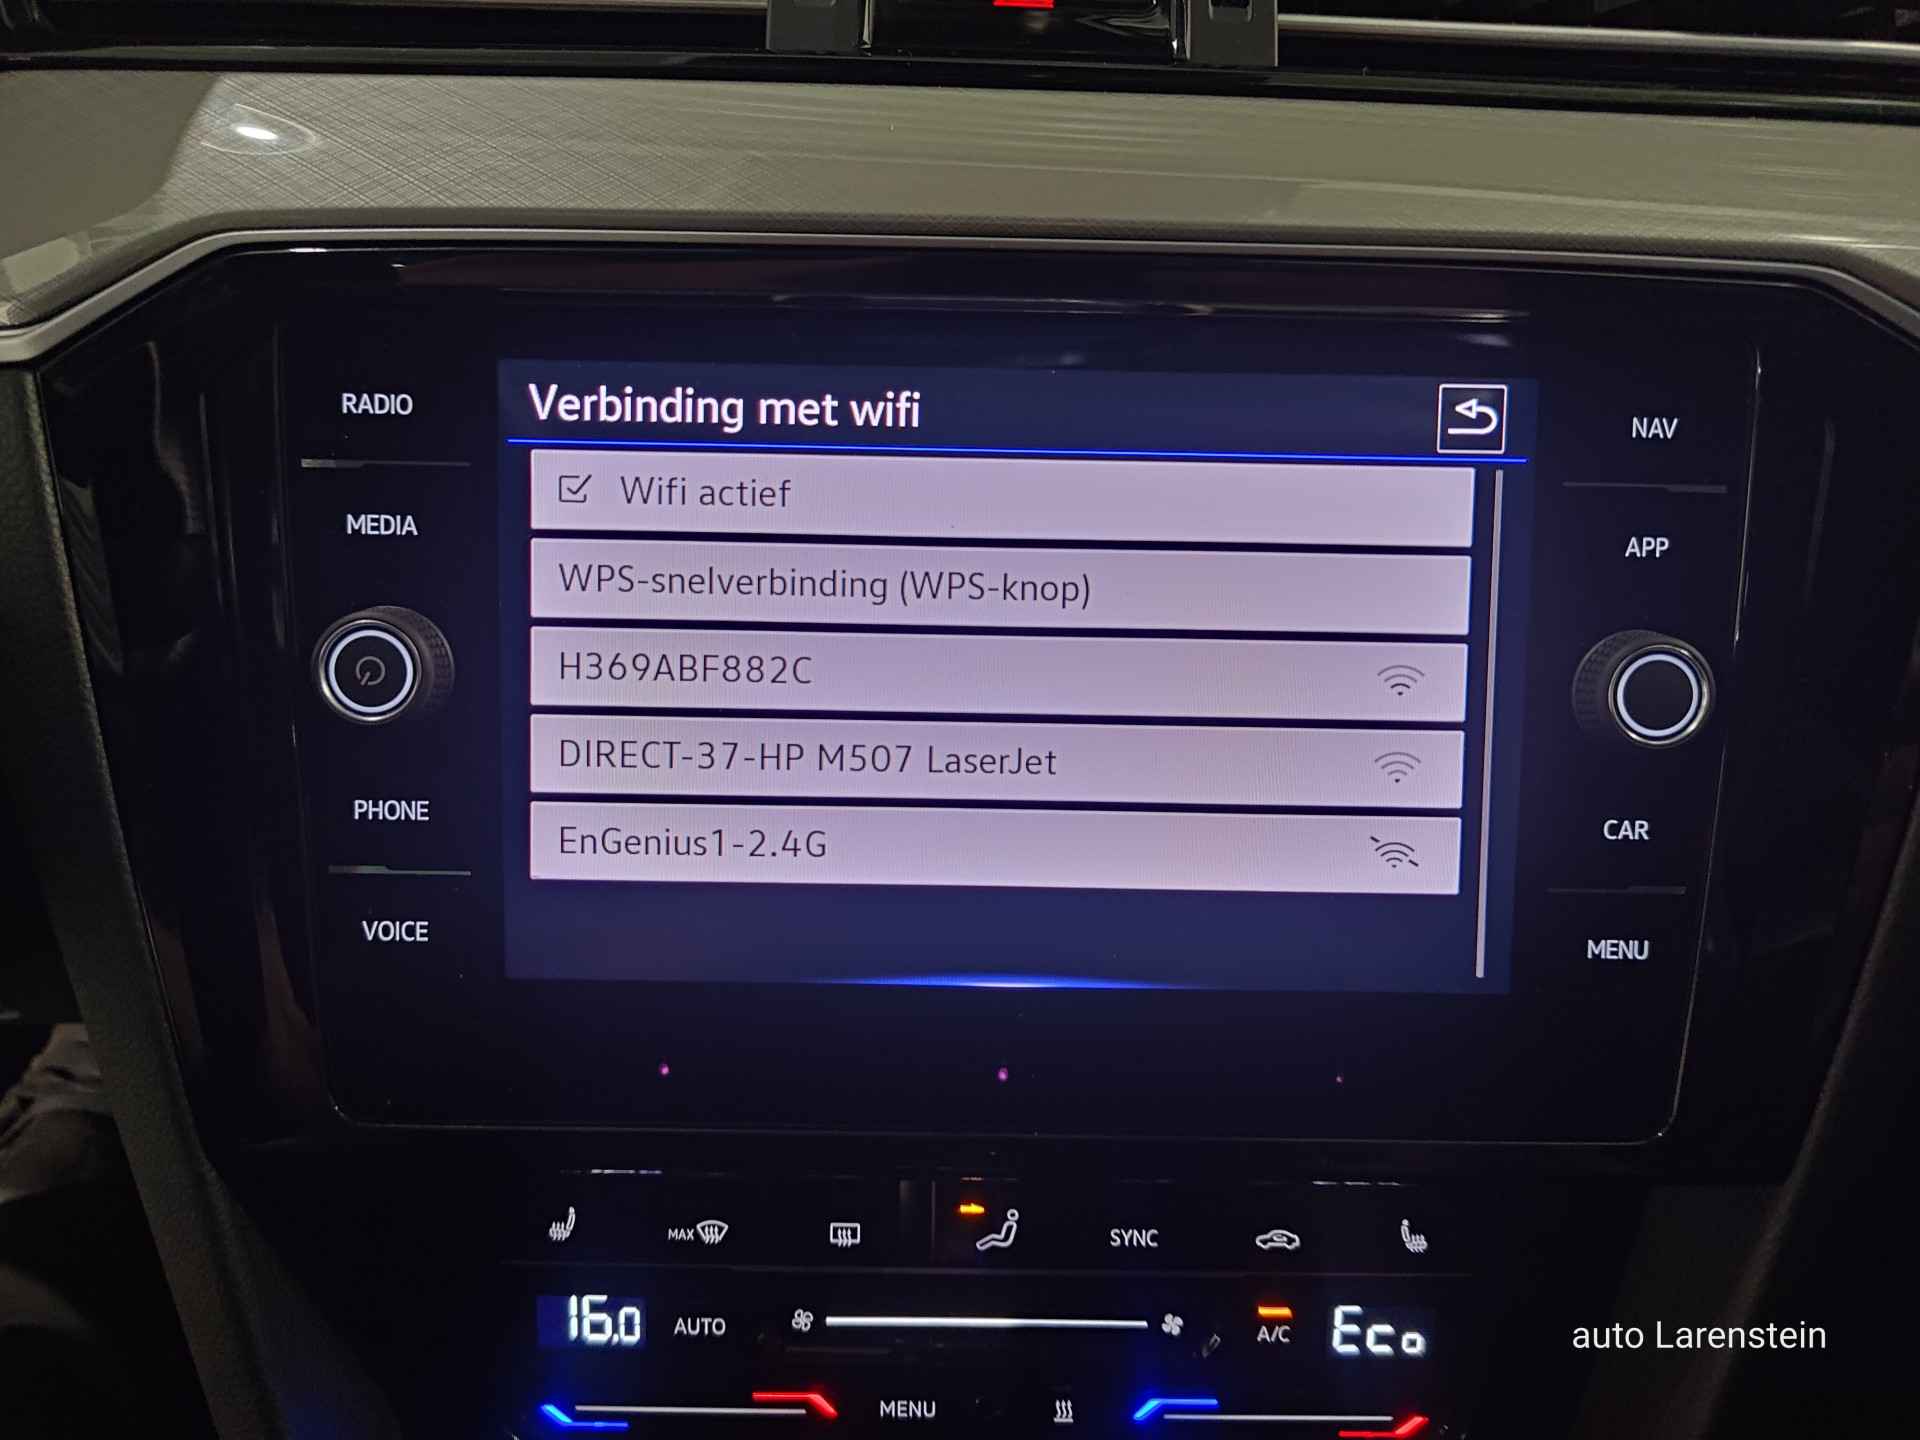 RADIO
MEDIA
PHONE
VOICE
Verbinding met wifi
Wifi actief
WPS-snelverbinding (WPS-knop)
H369ABF882C
DIRECT-37-HP M507 LaserJet
EnGenius1-2.4G
NAV
APP
CAR
MENU
MAX
SYNC
16,0
AUTO
A/C
Eco
MENU
auto Larenstein